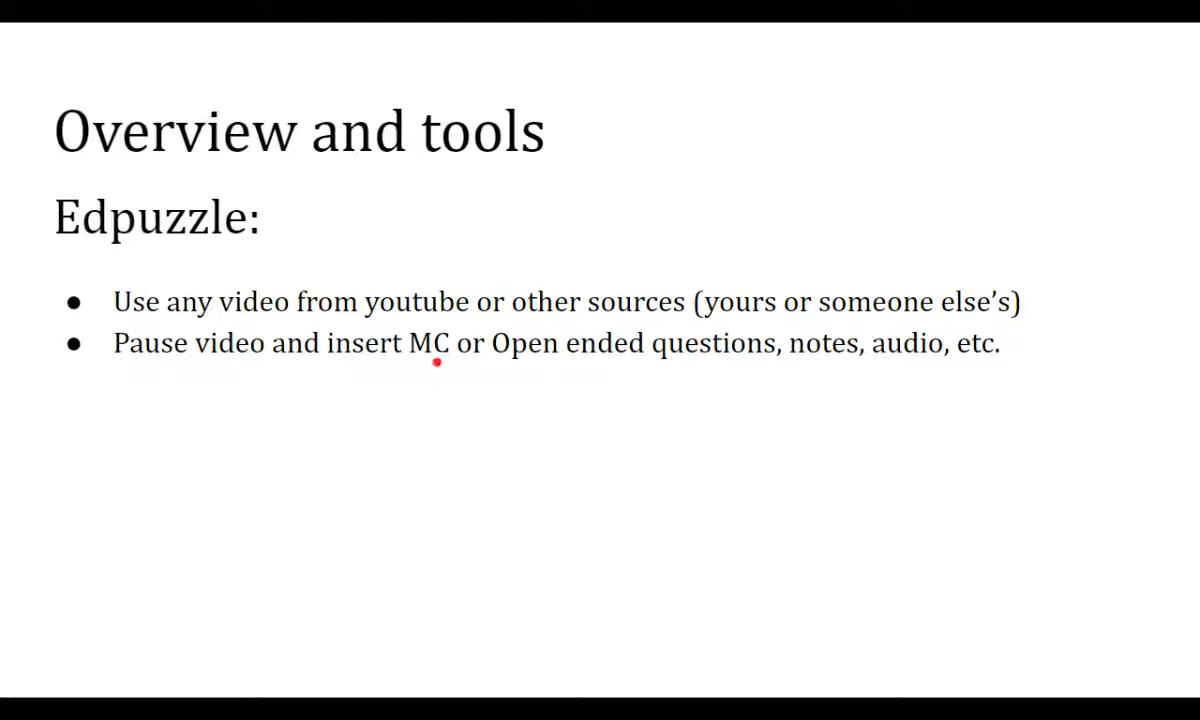 Overview and tools
Edpuzzle:
● Use any video from youtube or other sources (yours or someone else’s)
● Pause video and insert MC or Open ended questions, notes, audio, etc.